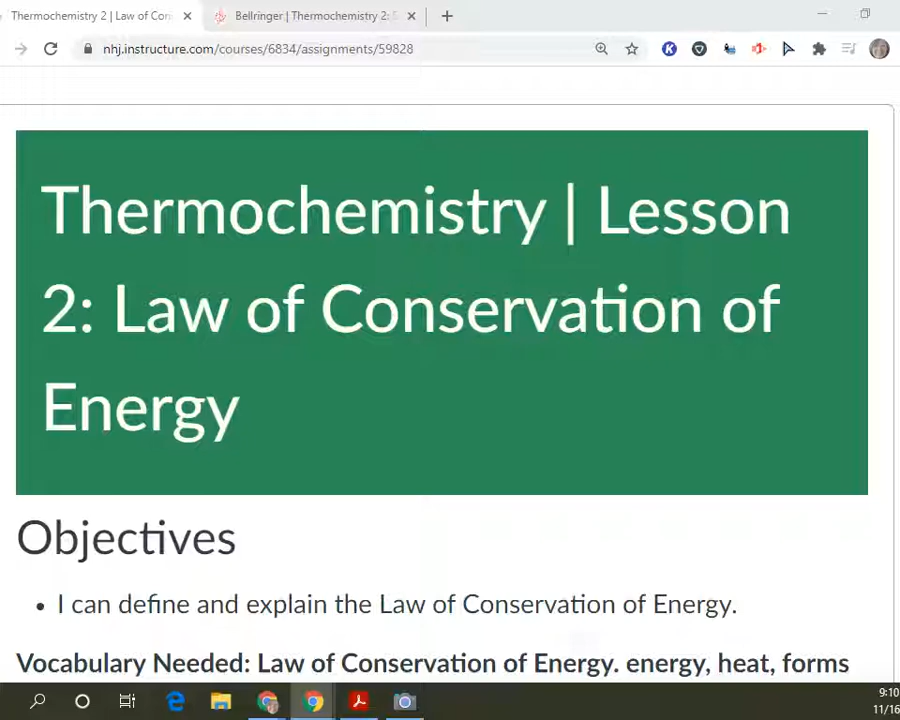 Thermochemistry 2 | Law of Con
Bellringer | Thermochemistry 2:
nhj.instructure.com/courses/6834/assignments/59828
Thermochemistry | Lesson
2: Law of Conservation of
Energy
Objectives
• I can define and explain the Law of Conservation of Energy.
Vocabulary Needed: Law of Conservation of Energy. energy, heat, forms
9:10
11/16